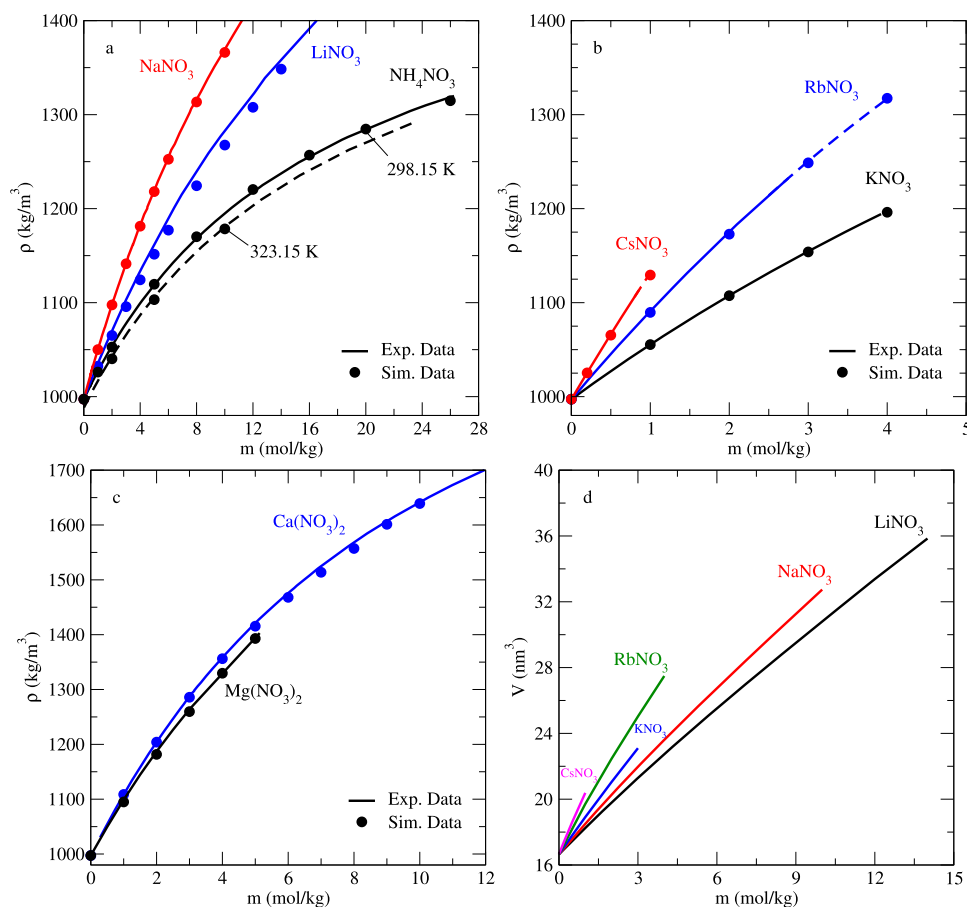 a
NaNO3
LiNO3
NH4NO3
298.15 K
323.15 K
Exp. Data
Sim. Data
ρ (kg/m3)
1400
1300
1200
1100
1000
0 4 8 12 16 20 24 28
m (mol/kg)
b
RbNO3
KNO3
CsNO3
Exp. Data
Sim. Data
ρ (kg/m3)
1400
1300
1200
1100
1000
0 1 2 3 4 5
m (mol/kg)
c
Ca(NO3)2
Mg(NO3)2
Exp. Data
Sim. Data
ρ (kg/m3)
1700
1600
1500
1400
1300
1200
1100
1000
0 2 4 6 8 10 12
m (mol/kg)
d
LiNO3
NaNO3
RbNO3
KNO3
CsNO3
V (nm3)
40
36
32
28
24
20
16
0 3 6 9 12 15
m (mol/kg)